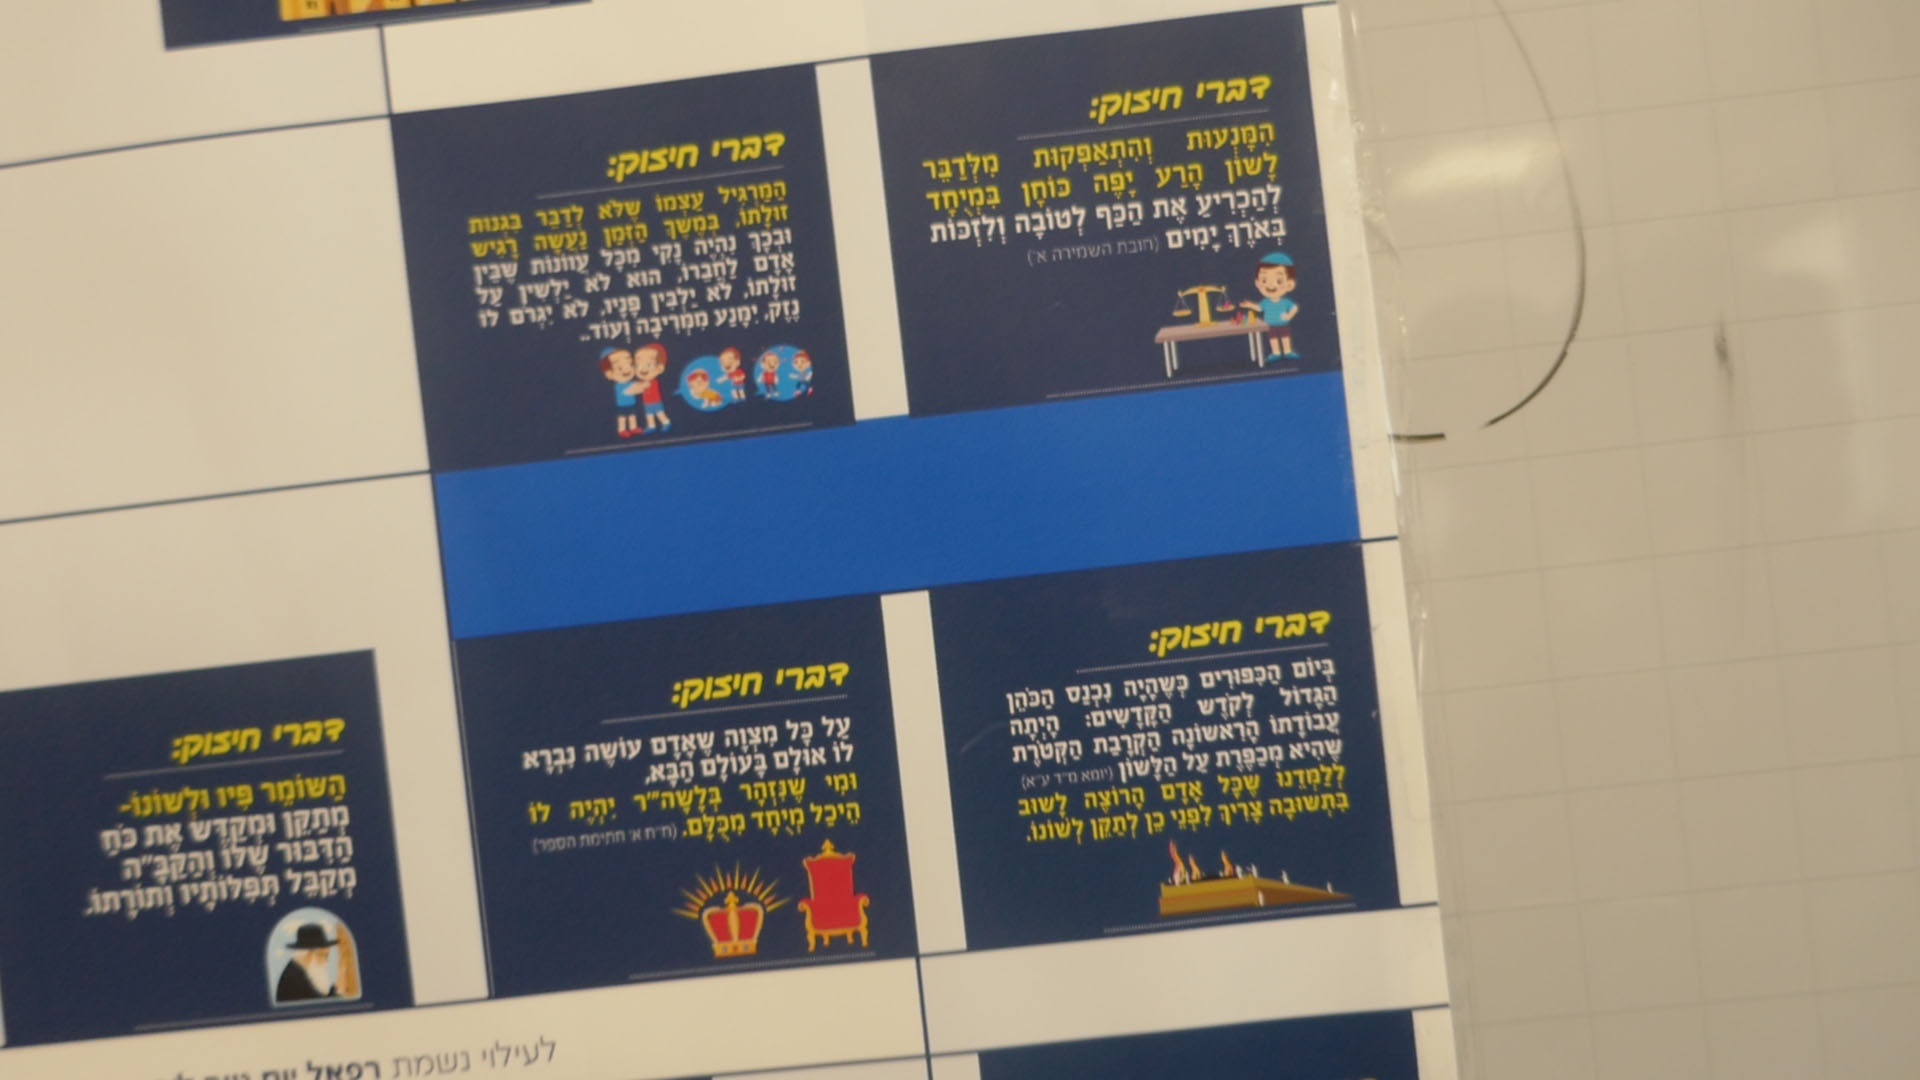 דברי חיזוק:
הִמָּנְעוּת וְהִתְאַפְּקוּת מִלְּדַבֵּר
לָשׁוֹן הָרַע יָפֶה כּוֹחָן בִּמְיֻחָד
לְהַכְרִיעַ אֶת הַכַּף לְטוֹבָה וְלִזְכּוֹת
בְּאֹרֶךְ יָמִים (חובת השמירה א')
דברי חיזוק:
הַמַּרְגִּיל עַצְמוֹ שֶׁלֹּא לְדַבֵּר בִּגְנוּת
זוּלָתוֹ, בְּמֶשֶׁךְ הַזְּמַן נַעֲשֶׂה רָגִישׁ
וּבְכָךְ נִהְיָה נָקִי מִכָּל עֲווֹנוֹת שֶׁבֵּין
אָדָם לַחֲבֵרוֹ, הוּא לֹא יַלְשִׁין עַל
זוּלָתוֹ, לֹא יַלְבִּין פָּנָיו, לֹא יִגְרֹם לוֹ
נֶזֶק, יִמָּנַע מִמְּרִיבָה וְעוֹד..
דברי חיזוק:
בְּיוֹם הַכִּפּוּרִים כְּשֶׁהָיָה נִכְנַס הַכֹּהֵן
הַגָּדוֹל לְקֹדֶשׁ הַקֳּדָשִׁים: הָיְתָה
עֲבוֹדָתוֹ הָרִאשׁוֹנָה הַקְרָבַת הַקְּטֹרֶת
שֶׁהִיא מְכַפֶּרֶת עַל הַלָּשׁוֹן (יומא מ"ד ע"א)
לְלַמְּדֵנוּ שֶׁכָּל אָדָם הָרוֹצֶה לָשׁוּב
בִּתְשׁוּבָה צָרִיךְ לִפְנֵי כֵן לְתַקֵּן לְשׁוֹנוֹ.
דברי חיזוק:
עַל כָּל מִצְוָה שֶׁאָדָם עוֹשֶׂה נִבְרָא
לוֹ אוּלָם בָּעוֹלָם הַבָּא,
וּמִי שֶׁנִּזְהָר בְּלָשׁה"ר יִהְיֶה לוֹ
הֵיכָל מְיֻחָד מִכֻּלָּם. (ח"ח א' חתימת הספר)
דברי חיזוק:
הַשּׁוֹמֵר פִּיו וּלְשׁוֹנוֹ-
מְתַקֵּן וּמְקַדֵּשׁ אֶת כֹּחַ
הַדִּבּוּר שֶׁלּוֹ וְהַקָּבָּ"ה
מְקַבֵּל תְּפִלּוֹתָיו וְתוֹרָתוֹ.
לעילוי נשמת רפאל